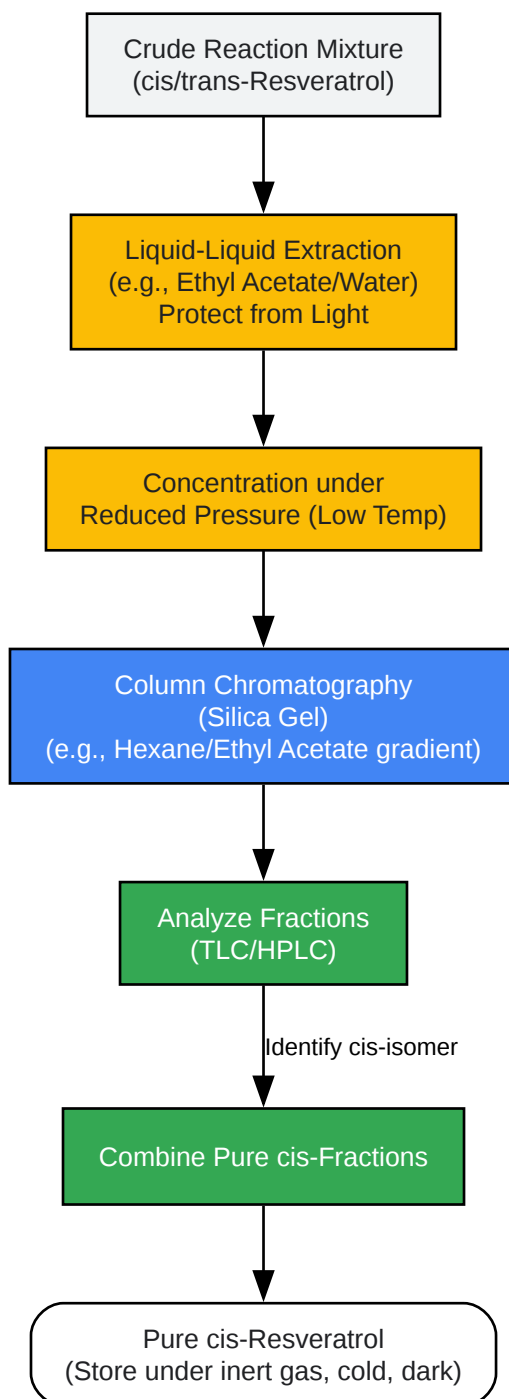 Crude Reaction Mixture
(cis/trans-Resveratrol)
Liquid-Liquid Extraction
(e.g., Ethyl Acetate/Water)
Protect from Light
Concentration under
Reduced Pressure (Low Temp)
Column Chromatography
(Silica Gel)
(e.g., Hexane/Ethyl Acetate gradient)
Analyze Fractions
(TLC/HPLC)
Identify cis-isomer
Combine Pure cis-Fractions
Pure cis-Resveratrol
(Store under inert gas, cold, dark)